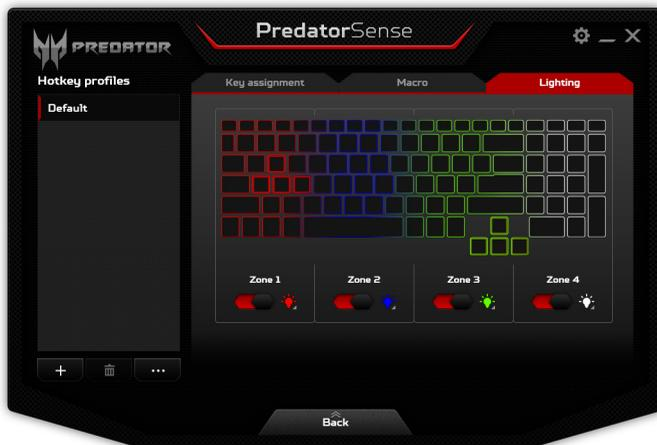 PREDATOR
PredatorSense
Hotkey profiles
Key assignment
Macro
Lighting
Default
Zone 1
Zone 2
Zone 3
Zone 4
Back